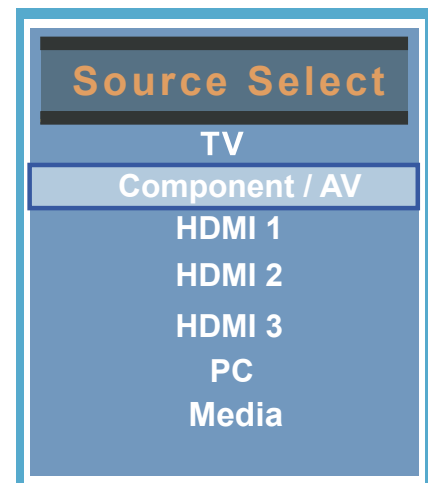 Source Select
TV
Component / AV
HDMI 1
HDMI 2
HDMI 3
PC
Media